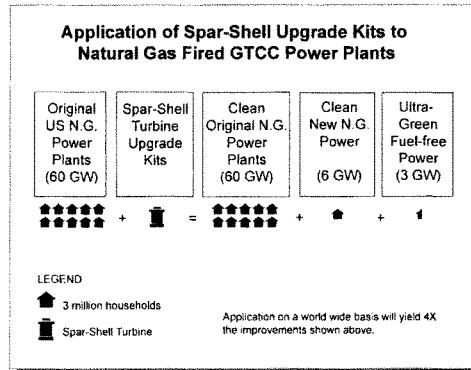 Application of Spar-Shell Upgrade Kits to
Natural Gas Fired GTCC Power Plants
Original
US N.G.
Power
Plants
(60 GW)
Spar-Shell
Turbine
Upgrade
Kits
Clean
Original N.G.
Power
Plants
(60 GW)
Clean
New N.G.
Power
(6 GW)
Ultra-
Green
Fuel-free
Power
(3 GW)
+ = + +
LEGEND
3 million households
Spar-Shell Turbine
Application on a world wide basis will yield 4X
the improvements shown above.